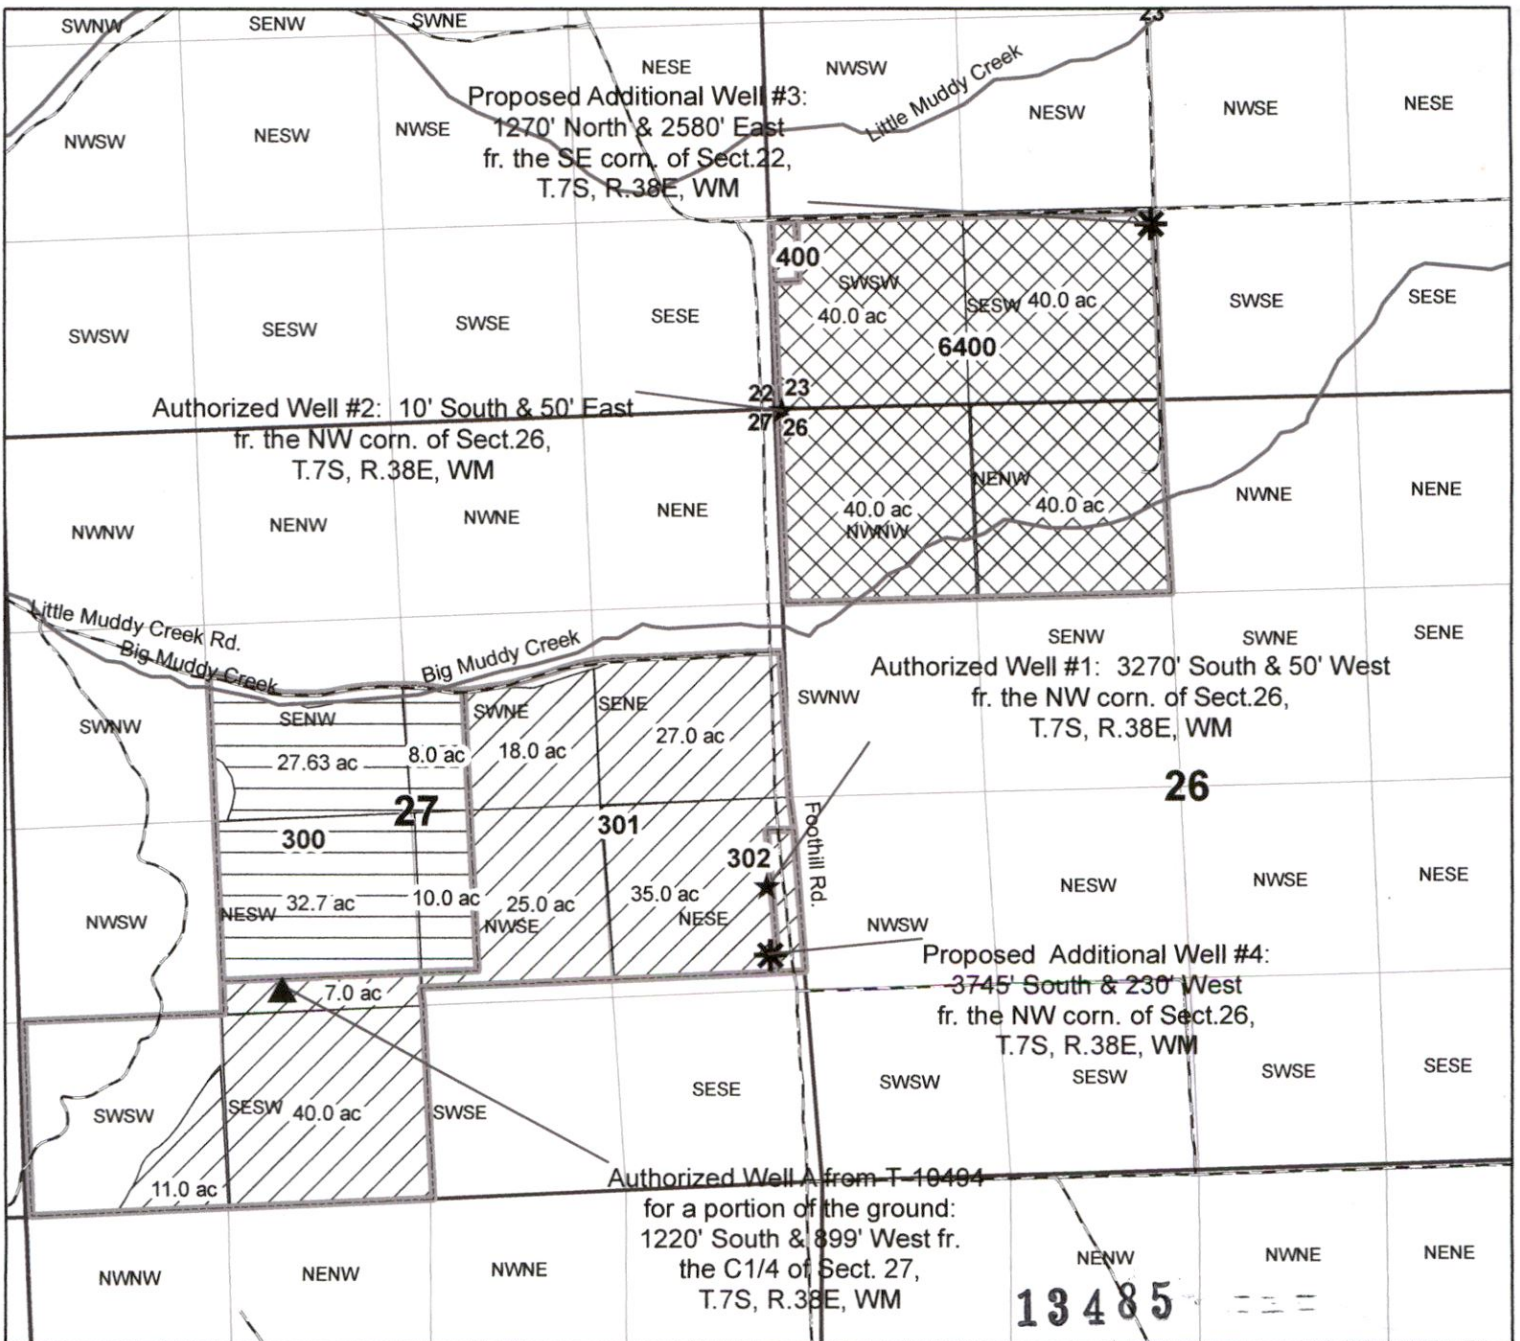 SWNW
SENW
SWNE
23
NESE
NWSW
Little Muddy Creek
NESW
NWSE
NESE
NWSW
NESW
NWSE
Proposed Additional Well #3:
1270' North & 2580' East
fr. the SE corn. of Sect.22,
T.7S, R.38E, WM
400
SWSW
40.0 ac
SESW
40.0 ac
6400
SWSE
SESE
SWSW
SESW
SWSE
SESE
22
23
27
26
Authorized Well #2: 10' South & 50' East
fr. the NW corn. of Sect.26,
T.7S, R.38E, WM
NWNW
NENW
NWNE
NENE
40.0 ac
NWNW
NENW
40.0 ac
NWNE
NENE
Little Muddy Creek Rd.
Big Muddy Creek
Big Muddy Creek
SENW
SWNE
SENE
Authorized Well #1: 3270' South & 50' West
fr. the NW corn. of Sect.26,
T.7S, R.38E, WM
SWNW
SENW
27.63 ac
8.0 ac
SWNE
18.0 ac
SENE
27.0 ac
SWNW
27
300
301
302
Foothill Rd.
26
NWSW
NESW
32.7 ac
10.0 ac
25.0 ac
NWSE
35.0 ac
NESE
NWSW
NESW
NWSE
NESE
Proposed Additional Well #4:
3745' South & 230' West
fr. the NW corn. of Sect.26,
T.7S, R.38E, WM
7.0 ac
SWSW
SESW
40.0 ac
SWSE
SESE
SWSW
SESW
SWSE
SESE
11.0 ac
Authorized Well A from T-10494
for a portion of the ground:
1220' South & 899' West fr.
the C1/4 of Sect. 27,
T.7S, R.38E, WM
NWNW
NENW
NWNE
NENW
NWNE
NENE
13485